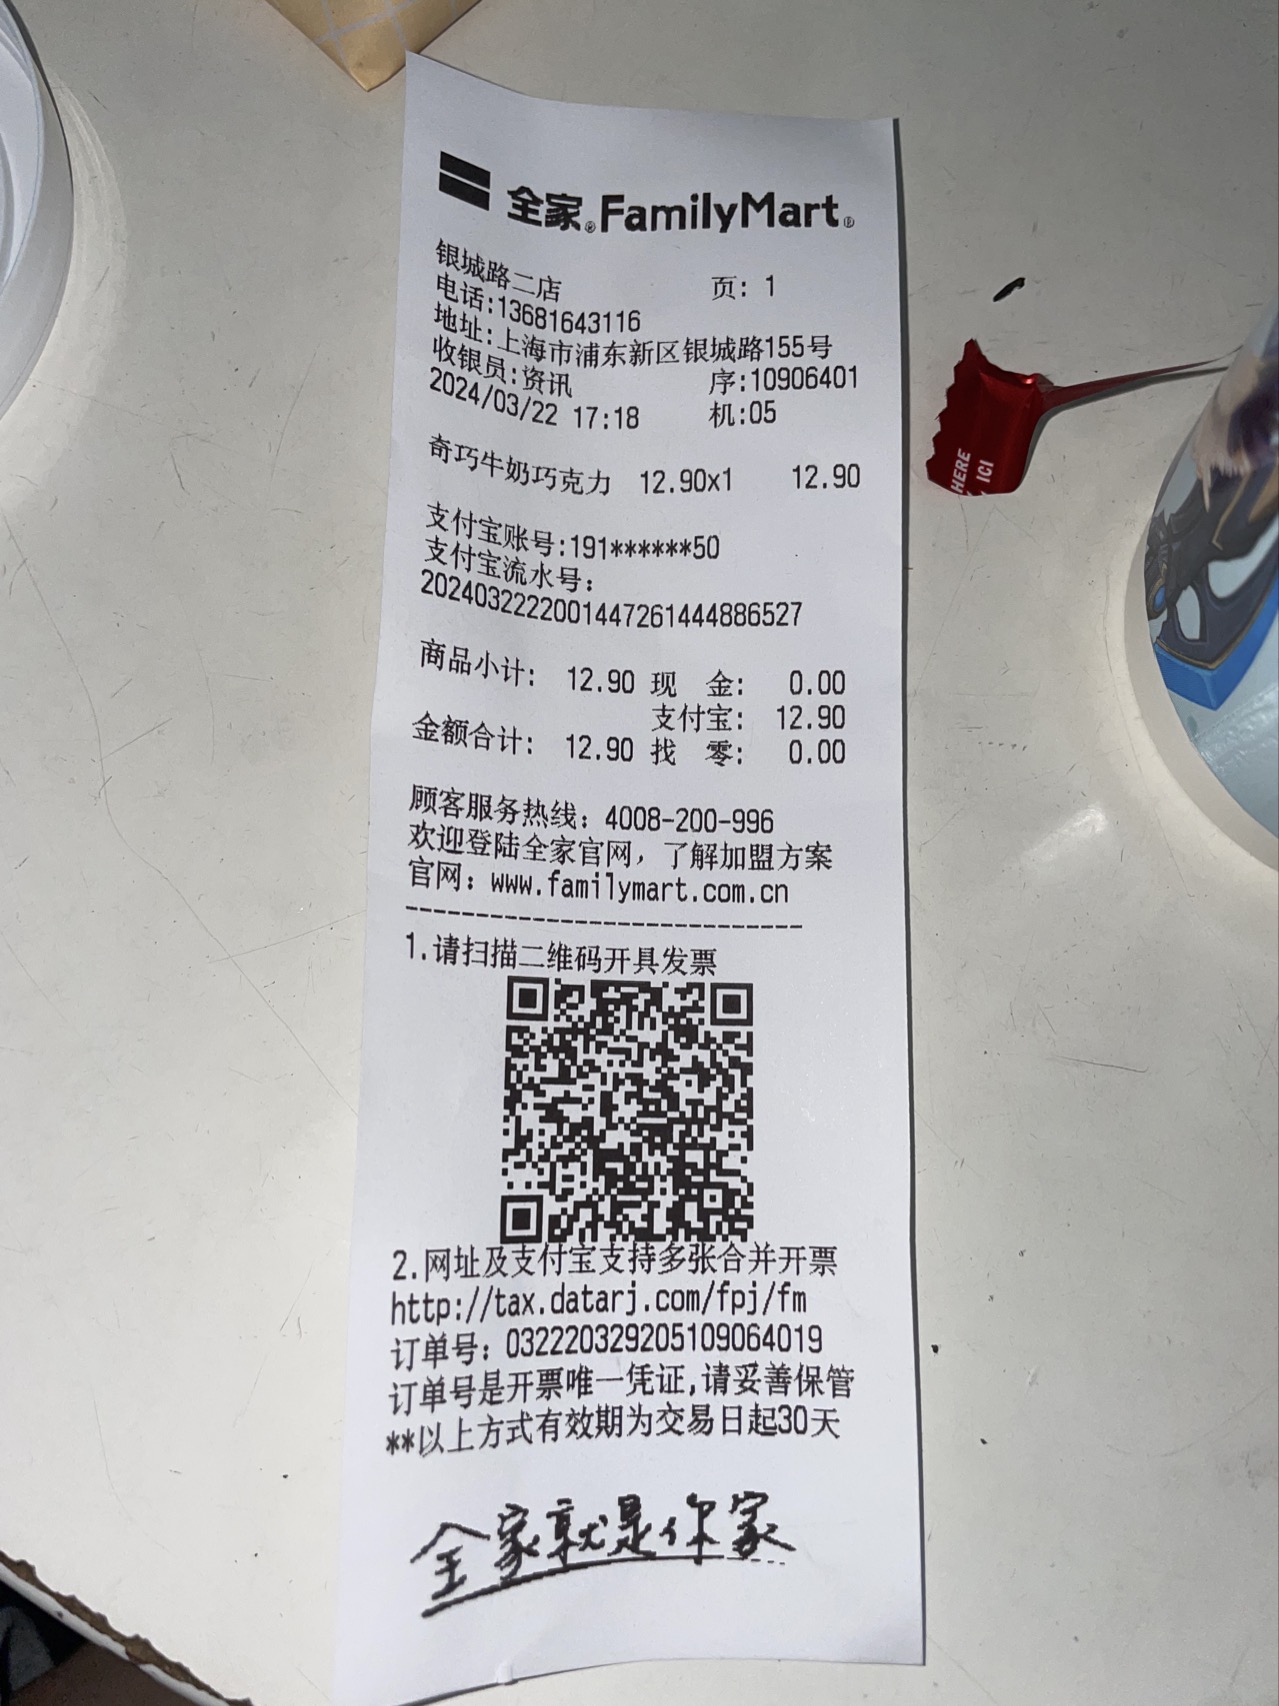 全家® FamilyMart®
银城路二店 页: 1
电话:13681643116
地址:上海市浦东新区银城路155号
收银员:资讯 序:10906401
2024/03/22 17:18 机:05
奇巧牛奶巧克力 12.90x1 12.90
支付宝账号:191******50
支付宝流水号:
2024032222001447261444886527
商品小计: 12.90 现 金: 0.00
支付宝: 12.90
金额合计: 12.90 找 零: 0.00
顾客服务热线: 4008-200-996
欢迎登陆全家官网, 了解加盟方案
官网: www.familymart.com.cn
------------------------------
1.请扫描二维码开具发票
2.网址及支付宝支持多张合并开票
http://tax.datarj.com/fpj/fm
订单号: 032220329205109064019
订单号是开票唯一凭证,请妥善保管
**以上方式有效期为交易日起30天
全家就是你家
HERE
ICI